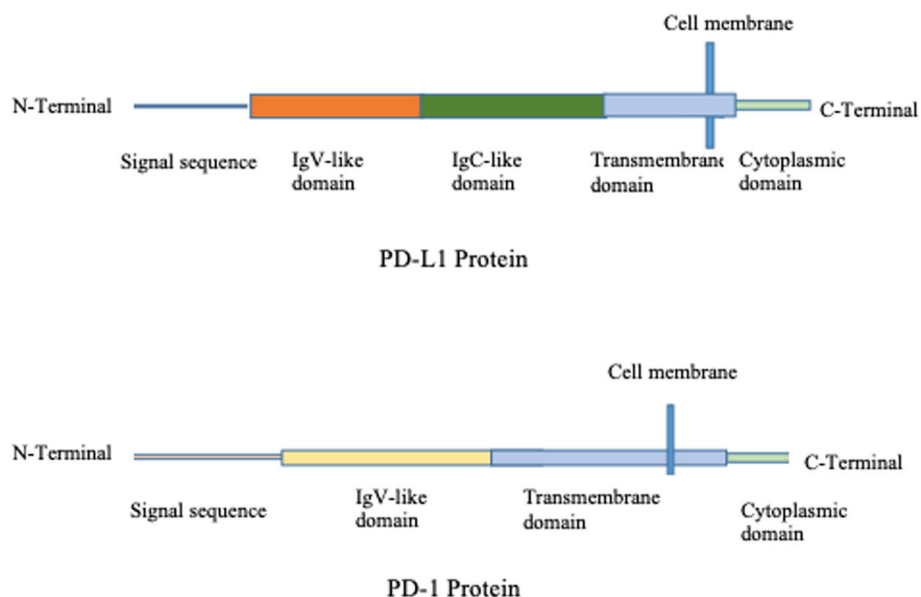 Cell membrane
N-Terminal
C-Terminal
Signal sequence
IgV-like
domain
IgC-like
domain
Transmembrane
domain
Cytoplasmic
domain
PD-L1 Protein
Cell membrane
N-Terminal
C-Terminal
Signal sequence
IgV-like
domain
Transmembrane
domain
Cytoplasmic
domain
PD-1 Protein